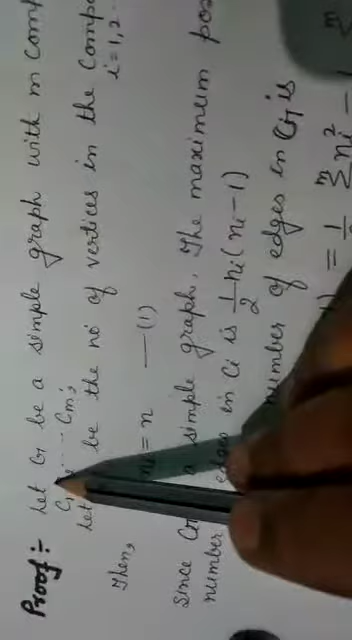 Proof:- Let G be a simple graph with m comp
C1 ... Cm;
Let be the no of vertices in the Compo
i=1,2..
Then, = n —(1)
Since G a simple graph, The maximum pos
number edges in Ci is 1/2 ni(ni-1)
number of edges in G is
= Σ ni² -